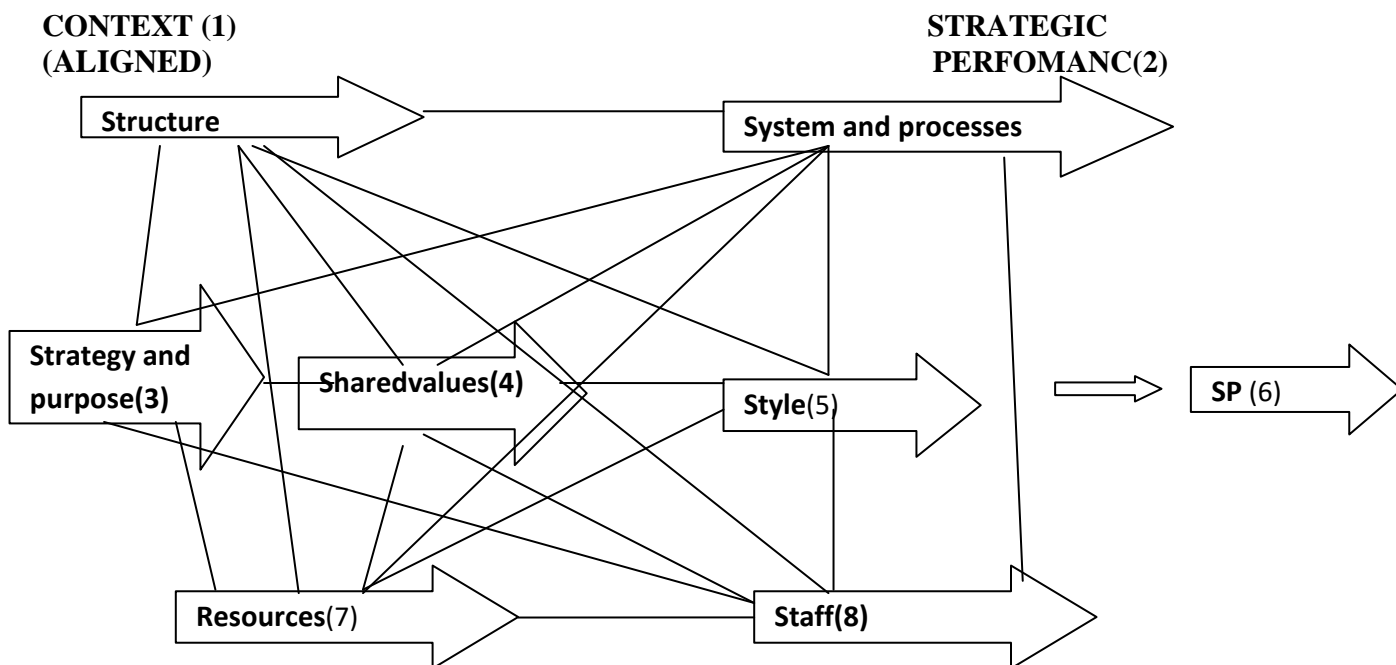 CONTEXT (1)
(ALIGNED)
STRATEGIC
PERFOMANC(2)
Structure
System and processes
Strategy and
purpose(3)
Sharedvalues(4)
Style(5)
SP (6)
Resources(7)
Staff(8)